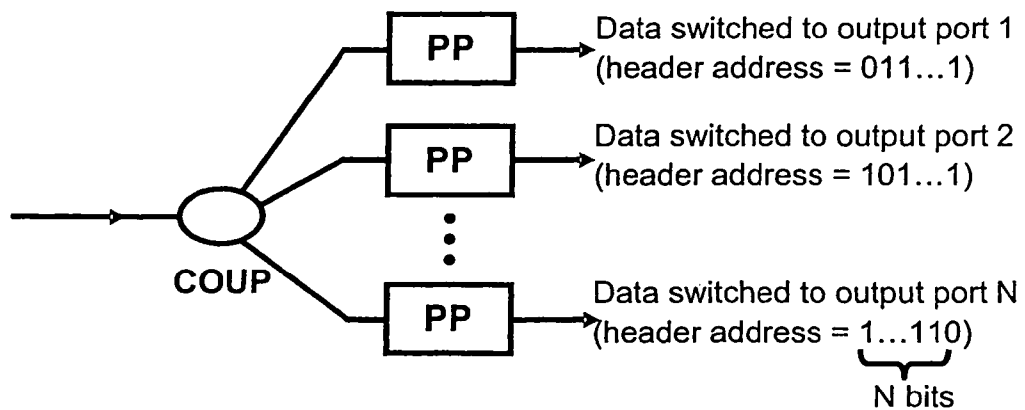 PP
Data switched to output port 1
(header address = 011...1)
PP
Data switched to output port 2
(header address = 101...1)
COUP
PP
Data switched to output port N
(header address = 1...110)
N bits